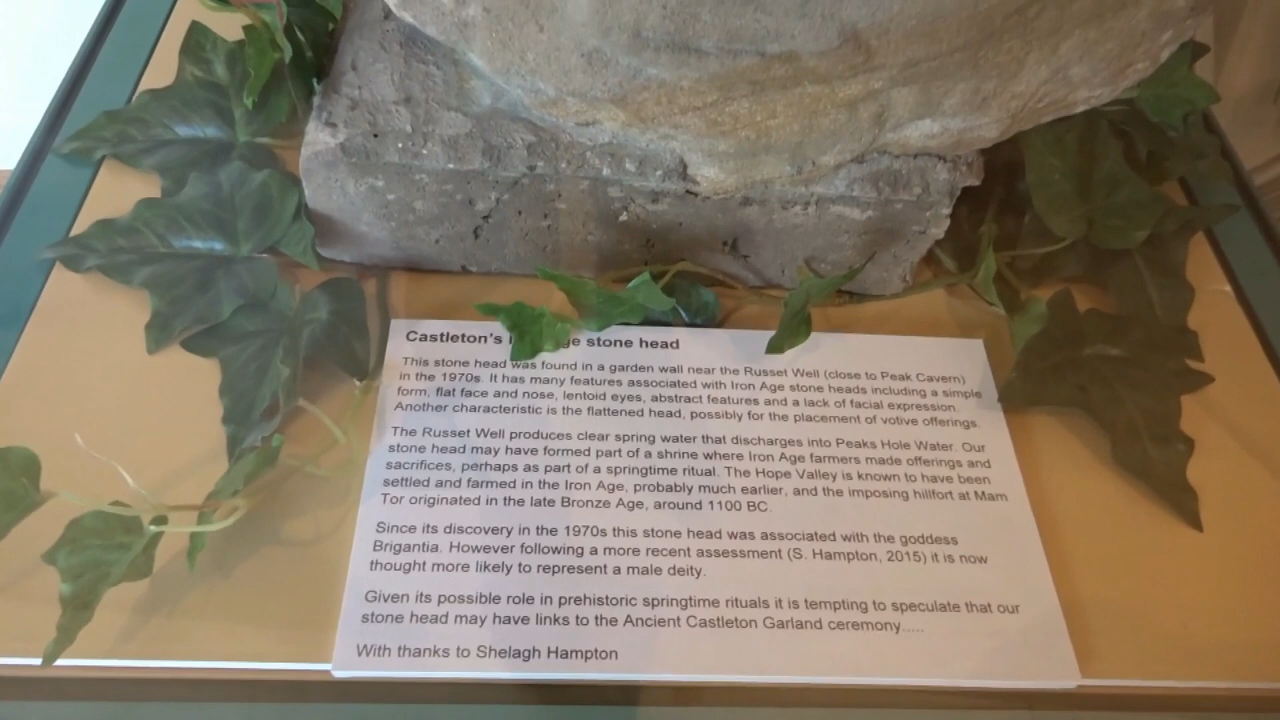 Castleton's ge stone head
This stone head was found in a garden wall near the Russet Well (close to Peak Cavern)
in the 1970s. It has many features associated with Iron Age stone heads including a simple
form, flat face and nose, lentoid eyes, abstract features and a lack of facial expression.
Another characteristic is the flattened head, possibly for the placement of votive offerings.
The Russet Well produces clear spring water that discharges into Peaks Hole Water. Our
stone head may have formed part of a shrine where Iron Age farmers made offerings and
sacrifices, perhaps as part of a springtime ritual. The Hope Valley is known to have been
settled and farmed in the Iron Age, probably much earlier, and the imposing hillfort at Mam
Tor originated in the late Bronze Age, around 1100 BC.
Since its discovery in the 1970s this stone head was associated with the goddess
Brigantia. However following a more recent assessment (S. Hampton, 2015) it is now
thought more likely to represent a male deity.
Given its possible role in prehistoric springtime rituals it is tempting to speculate that our
stone head may have links to the Ancient Castleton Garland ceremony.....
With thanks to Shelagh Hampton